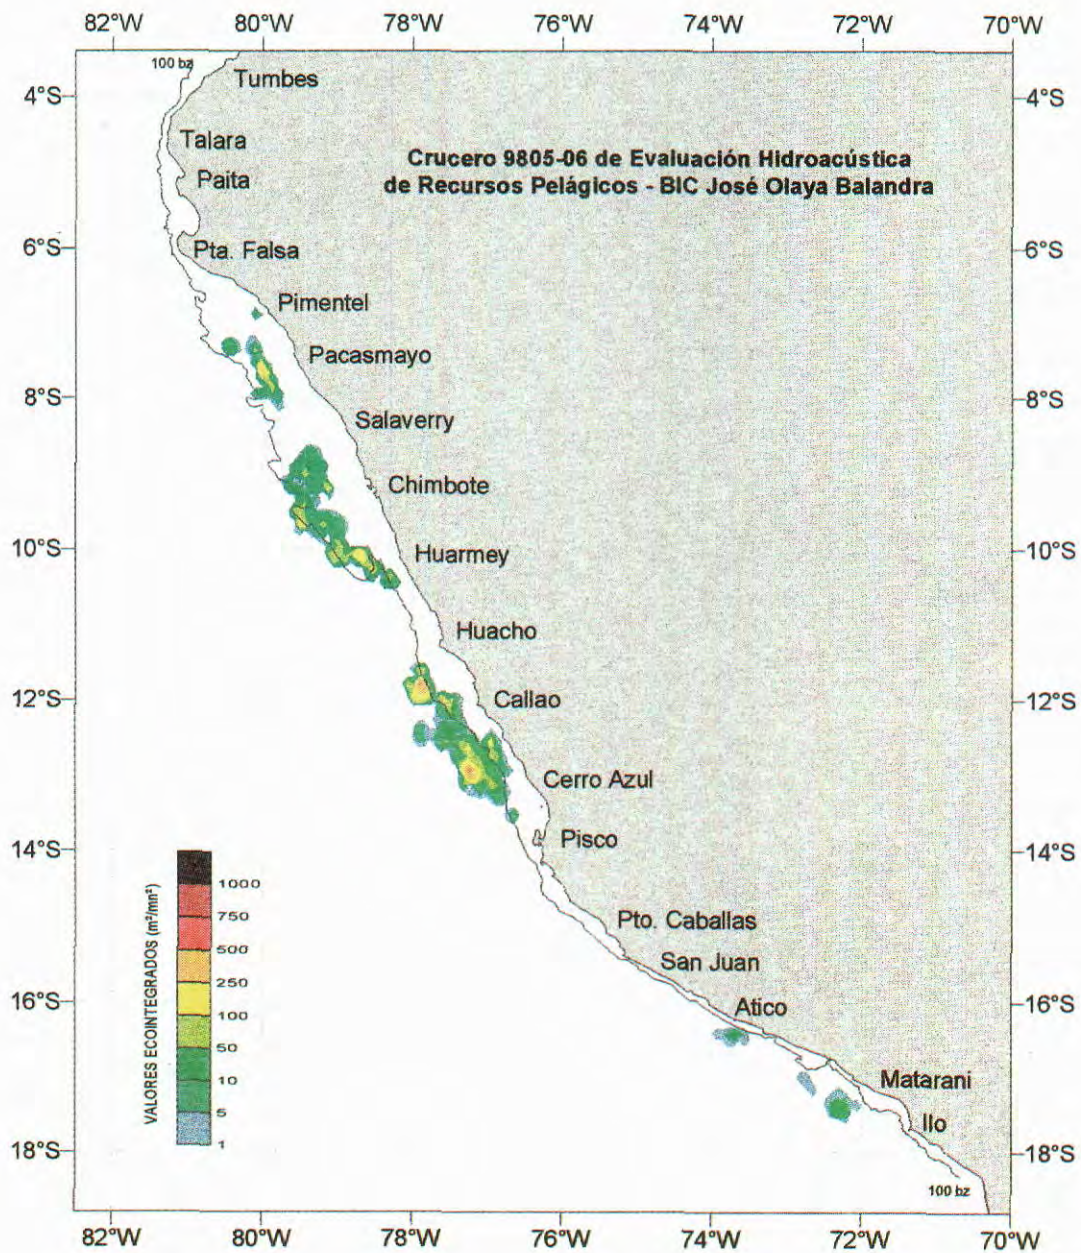 82°W 80°W 78°W 76°W 74°W 72°W 70°W
100 bz
Tumbes
4°S 4°S
Talara
Crucero 9805-06 de Evaluación Hidroacústica
de Recursos Pelágicos - BIC José Olaya Balandra
Paita
6°S Pta. Falsa 6°S
Pimentel
Pacasmayo
8°S 8°S
Salaverry
Chimbote
10°S Huarmey 10°S
Huacho
12°S Callao 12°S
Cerro Azul
14°S Pisco 14°S
VALORES ECOINTEGRADOS (m²/mn²)
1000
750
500
250
100
50
10
5
1
Pto. Caballas
San Juan
16°S Atico 16°S
Matarani
Ilo
18°S 18°S
100 bz
82°W 80°W 78°W 76°W 74°W 72°W 70°W